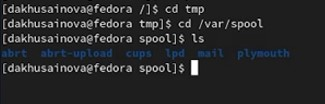 [dakhusainova@fedora /]$ cd tmp
[dakhusainova@fedora tmp]$ cd /var/spool
[dakhusainova@fedora spool]$ ls
abrt abrt-upload cups lpd mail plymouth
[dakhusainova@fedora spool]$